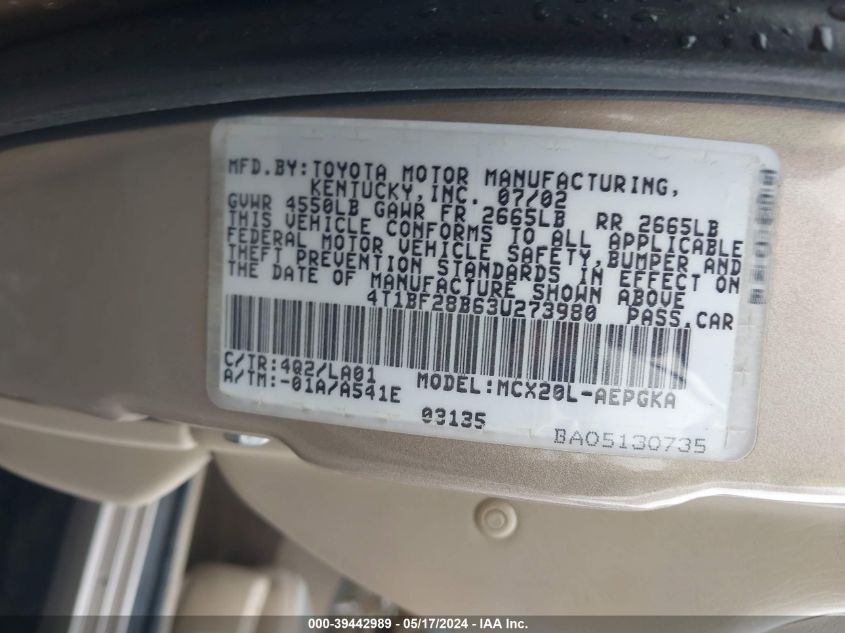 MFD.BY:TOYOTA MOTOR MANUFACTURING,
KENTUCKY,INC. 07/02
GVWR 4550LB GAWR FR 2665LB RR 2665LB
THIS VEHICLE CONFORMS TO ALL APPLICABLE
FEDERAL MOTOR VEHICLE SAFETY,BUMPER AND
THEFT PREVENTION STANDARDS IN EFFECT ON
THE DATE OF MANUFACTURE SHOWN ABOVE
4T1BF28B63U273980 PASS.CAR
C/TR:4Q2/LA01 MODEL:MCX20L-AEPGKA
A/TM:-01A/A541E
03135
BA05130735
000-39442989 - 05/17/2024 - IAA Inc.